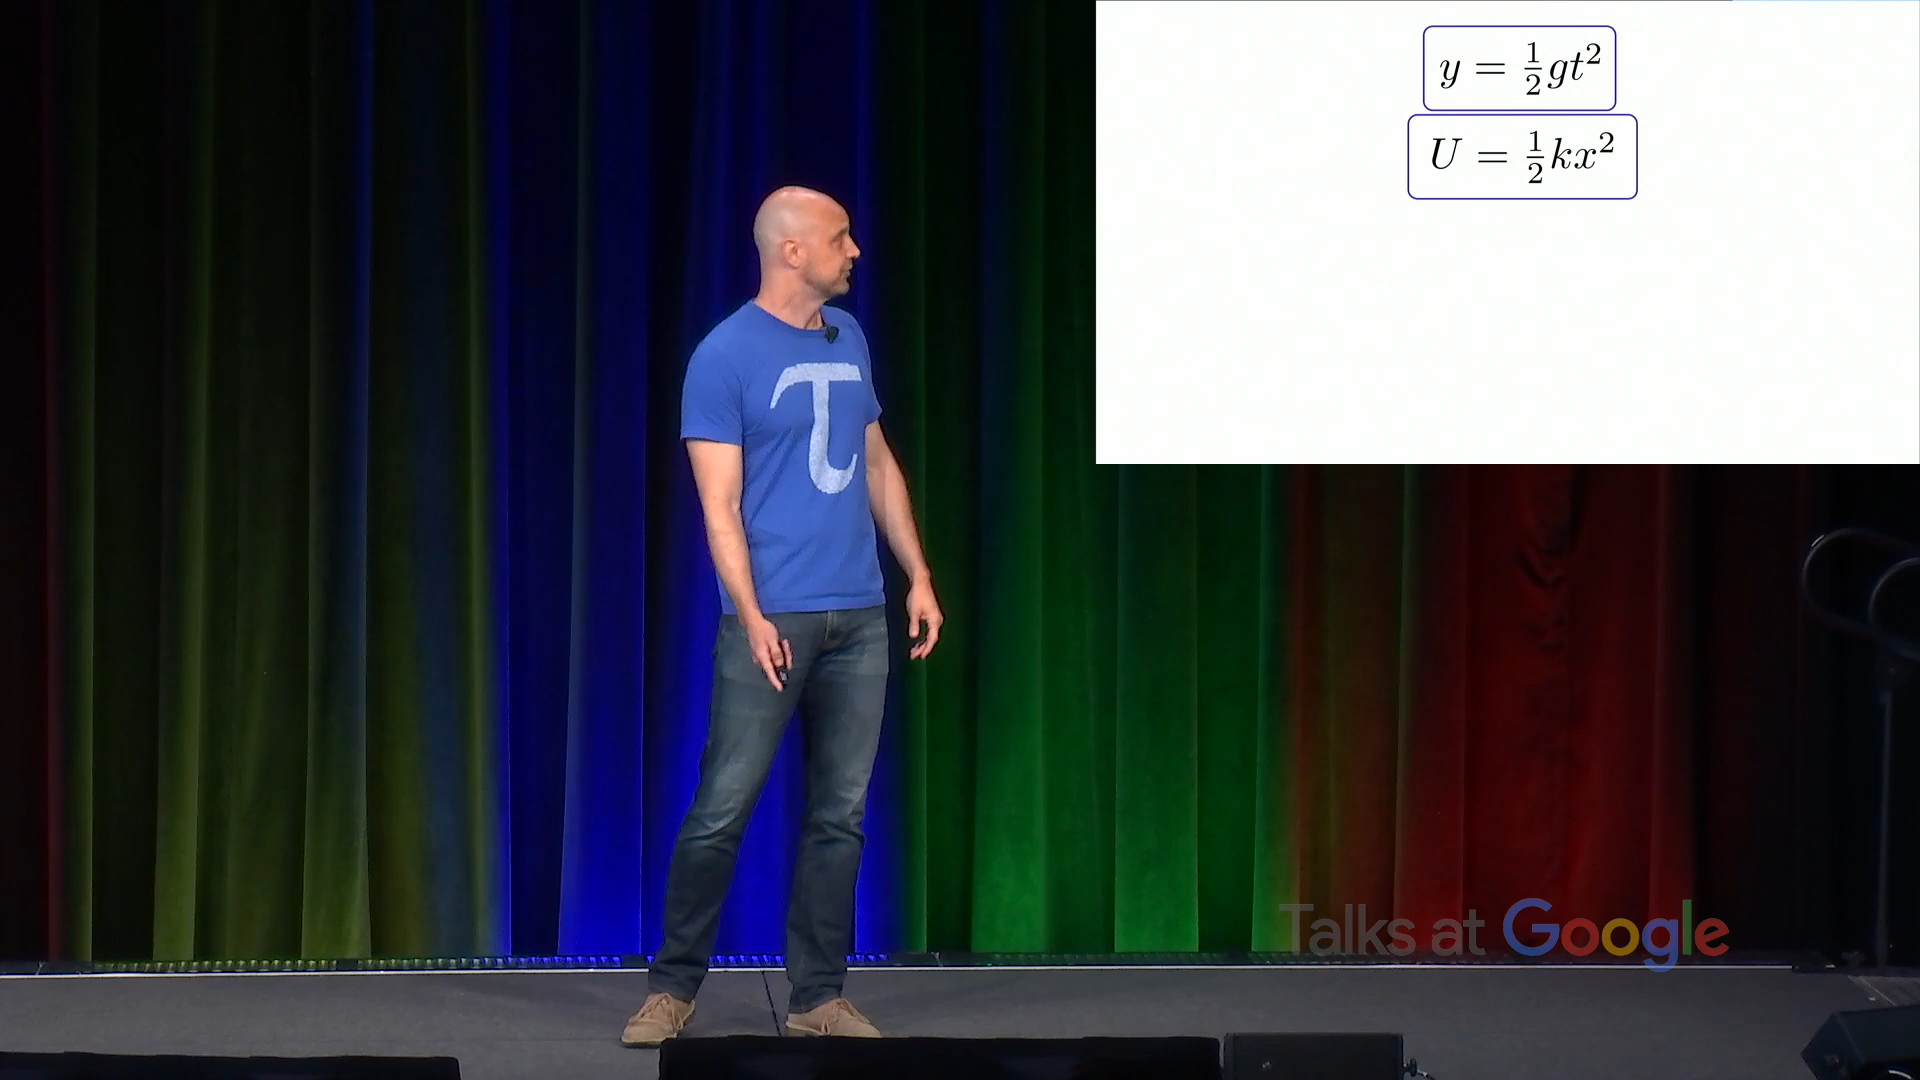 y = ½gt²
U = ½kx²
τ
Talks at Google